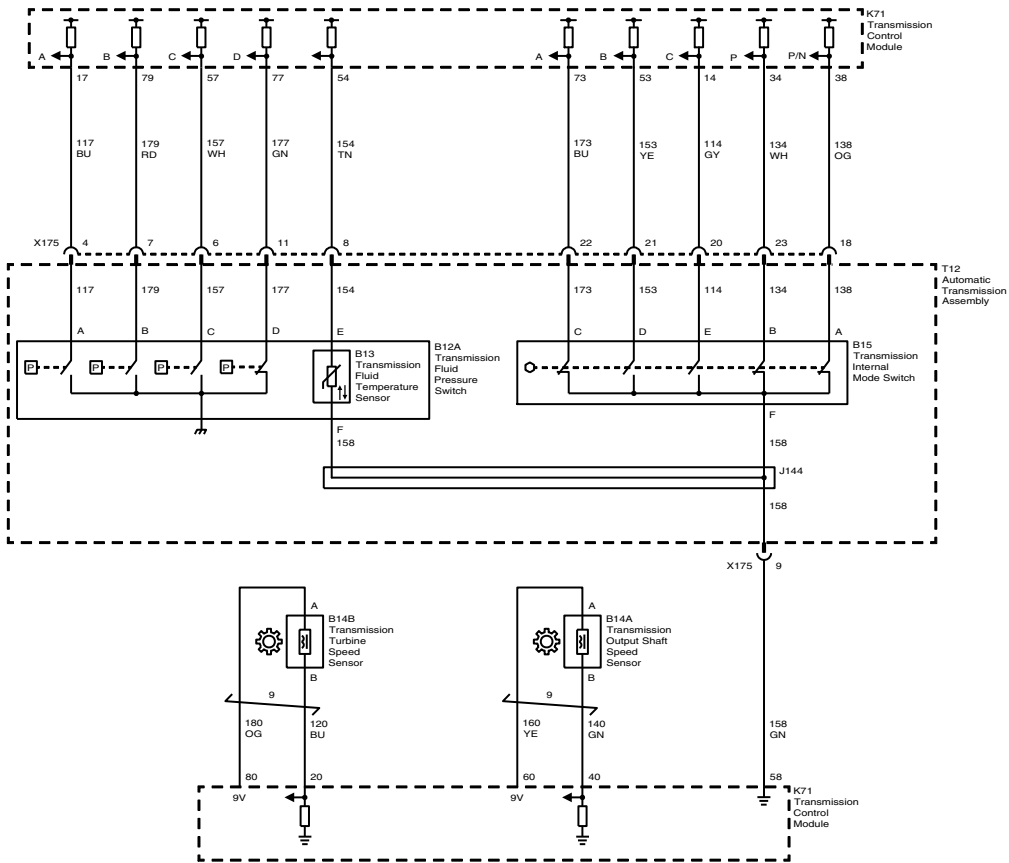 K71
Transmission
Control
Module
A B C D A B C P P/N
17 79 57 77 54 73 53 14 34 38
117 179 157 177 154 173 153 114 134 138
BU RD WH GN TN BU YE GY WH OG
X175 4 7 6 11 8 22 21 20 23 18
T12
Automatic
Transmission
Assembly
117 179 157 177 154 173 153 114 134 138
A B C D E C D E B A
B12A
Transmission
Fluid
Pressure
Switch
B13
Transmission
Fluid
Temperature
Sensor
B15
Transmission
Internal
Mode Switch
P P P P
F F
158 158
J144
158
X175 9
A A
B14B
Transmission
Turbine
Speed
Sensor
B14A
Transmission
Output Shaft
Speed
Sensor
B B
9 9
180 120 160 140 158
OG BU YE GN GN
80 20 60 40 58
9V 9V
K71
Transmission
Control
Module